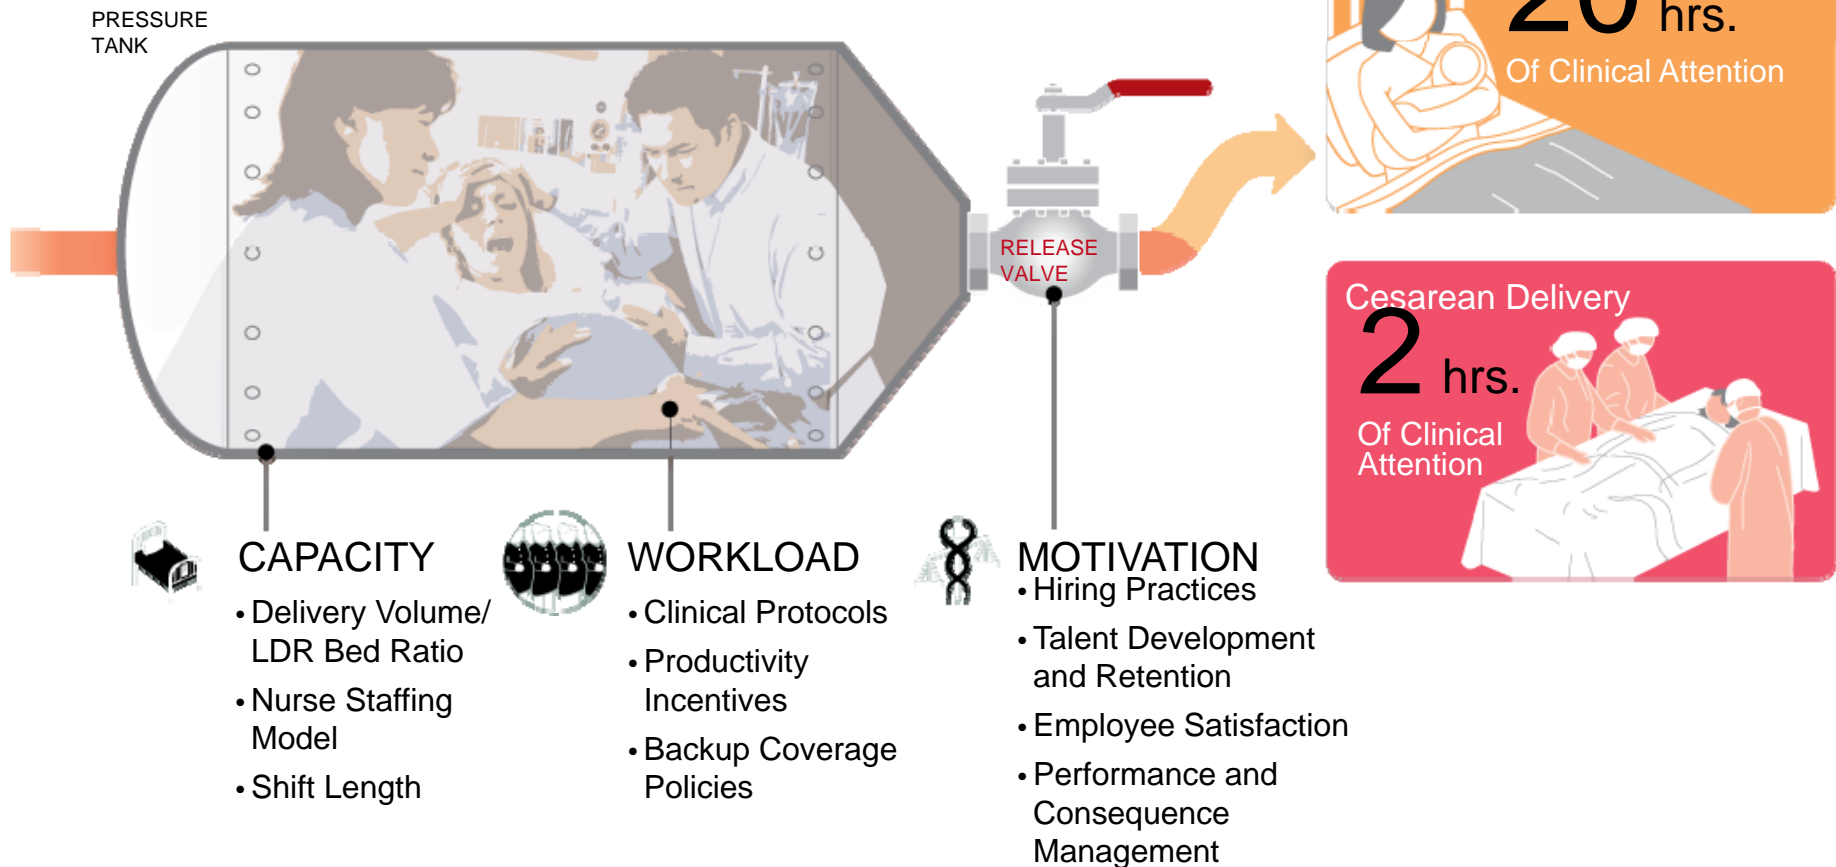 PRESSURE
TANK
20 hrs.
Of Clinical Attention
RELEASE
VALVE
Cesarean Delivery
2 hrs.
Of Clinical
Attention
CAPACITY
• Delivery Volume/
LDR Bed Ratio
• Nurse Staffing
Model
• Shift Length
WORKLOAD
• Clinical Protocols
• Productivity
Incentives
• Backup Coverage
Policies
MOTIVATION
• Hiring Practices
• Talent Development
and Retention
• Employee Satisfaction
• Performance and
Consequence
Management